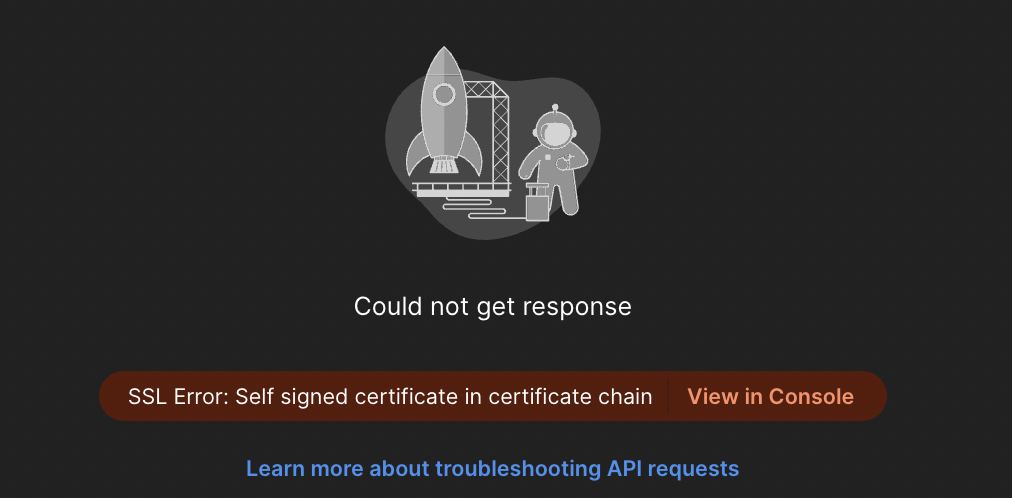 Could not get response
SSL Error: Self signed certificate in certificate chain View in Console
Learn more about troubleshooting API requests